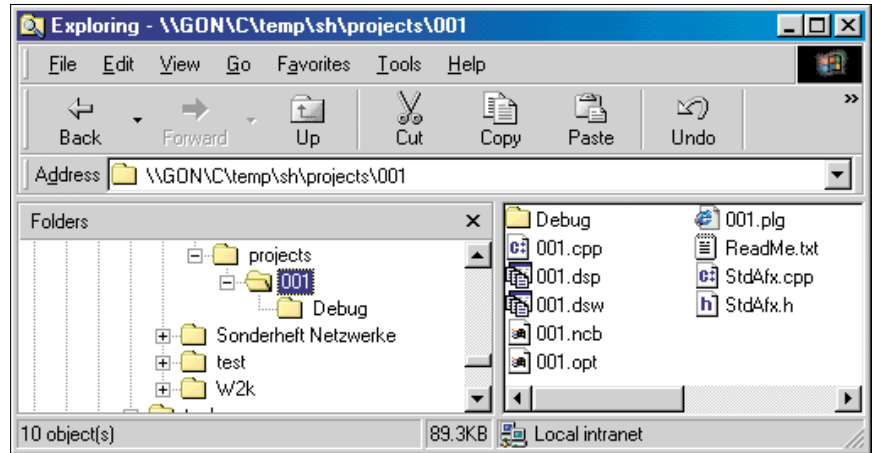 Exploring - \\GON\C\temp\sh\projects\001
File Edit View Go Favorites Tools Help
Back Forward Up Cut Copy Paste Undo »
Address \\GON\C\temp\sh\projects\001
Folders
projects
001
Debug
Sonderheft Netzwerke
test
W2k
Debug
001.cpp
001.dsp
001.dsw
001.ncb
001.opt
001.plg
ReadMe.txt
StdAfx.cpp
StdAfx.h
10 object(s) 89.3KB Local intranet